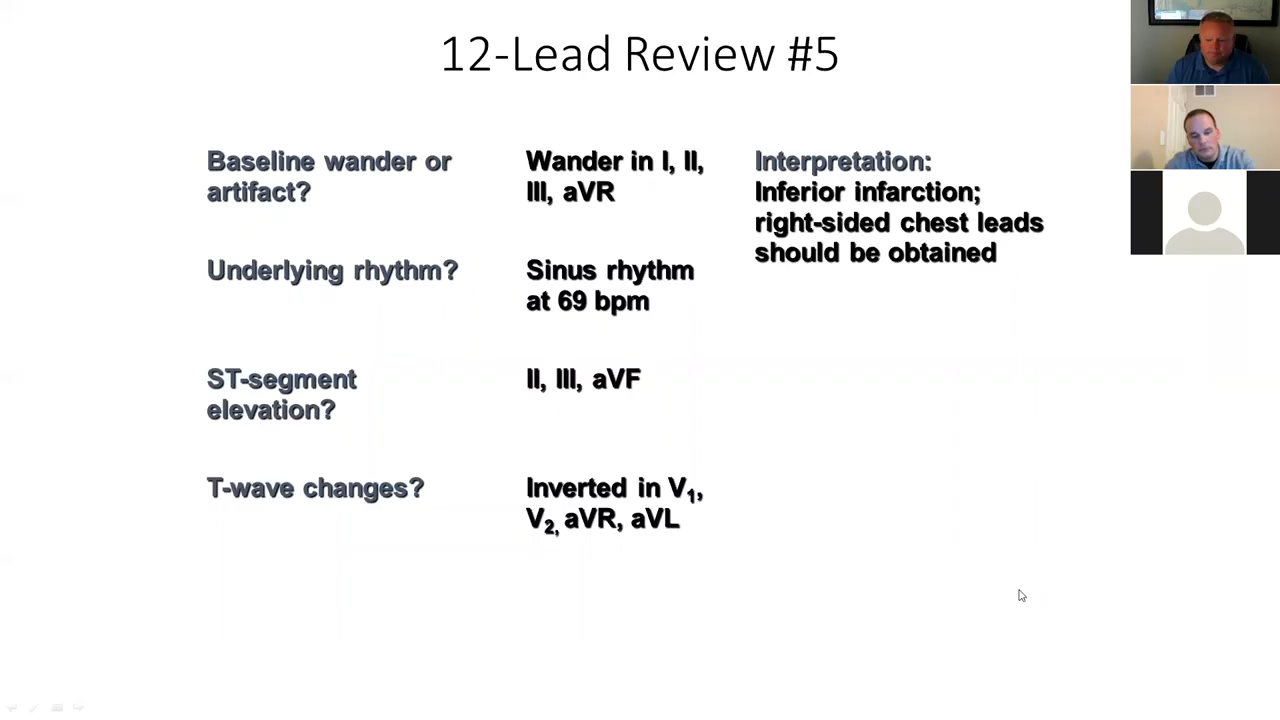 12-Lead Review #5
Baseline wander or
artifact?
Wander in I, II,
III, aVR
Underlying rhythm?
Sinus rhythm
at 69 bpm
ST-segment
elevation?
II, III, aVF
T-wave changes?
Inverted in V₁,
V₂, aVR, aVL
Interpretation:
Inferior infarction;
right-sided chest leads
should be obtained